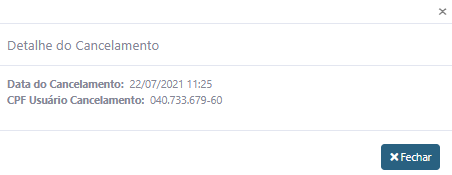 ×
Detalhe do Cancelamento
Data do Cancelamento: 22/07/2021 11:25
CPF Usuário Cancelamento: 040.733.679-60
×Fechar